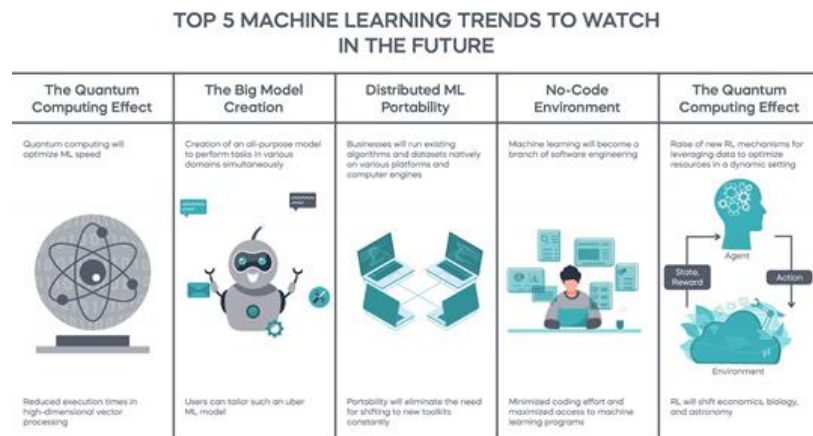 TOP 5 MACHINE LEARNING TRENDS TO WATCH
IN THE FUTURE
The Quantum
Computing Effect
Quantum computing will
optimize ML speed
Reduced execution times in
high-dimensional vector
processing
The Big Model
Creation
Creation of an all-purpose model
to perform tasks in various
domains simultaneously
Users can tailor such an uber
ML model
Distributed ML
Portability
Businesses will run existing
algorithms and datasets natively
on various platforms and
computer engines
Portability will eliminate the need
for shifting to new toolkits
constantly
No-Code
Environment
Machine learning will become a
branch of software engineering
Minimized coding effort and
maximized access to machine
learning programs
The Quantum
Computing Effect
Raise of new RL mechanisms for
leveraging data to optimize
resources in a dynamic setting
Agent
State,
Reward
Action
Environment
RL will shift economics, biology,
and astronomy